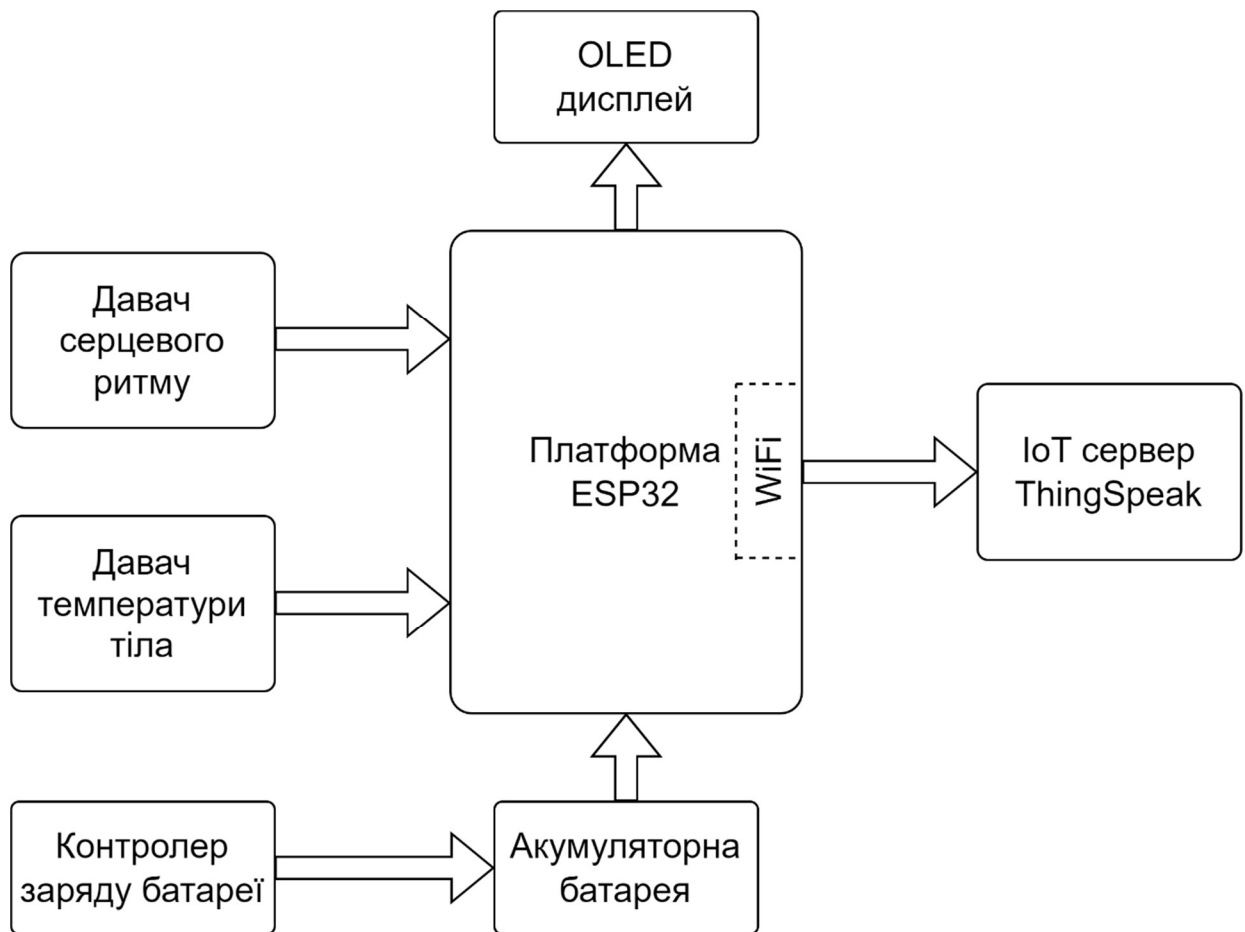 OLED
дисплей
Давач
серцевого
ритму
Платформа
ESP32
WiFi
IoT сервер
ThingSpeak
Давач
температури
тіла
Контролер
заряду батареї
Акумуляторна
батарея